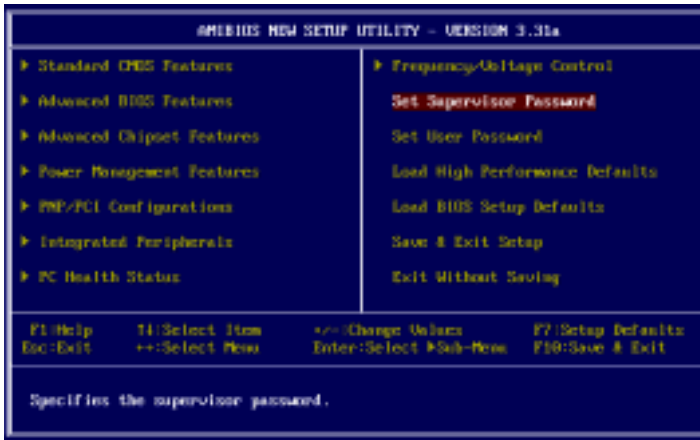 AMIBIOS NEW SETUP UTILITY - VERSION 3.31a
▶ Standard CMOS Features
▶ Advanced BIOS Features
▶ Advanced Chipset Features
▶ Power Management Features
▶ PNP/PCI Configurations
▶ Integrated Peripherals
▶ PC Health Status
▶ Frequency/Voltage Control
Set Supervisor Password
Set User Password
Load High Performance Defaults
Load BIOS Setup Defaults
Save & Exit Setup
Exit Without Saving
F1:Help ↑↓:Select Item +/-:Change Values F7:Setup Defaults
Esc:Exit ←→:Select Menu Enter:Select ▶Sub-Menu F10:Save & Exit
Specifies the supervisor password.